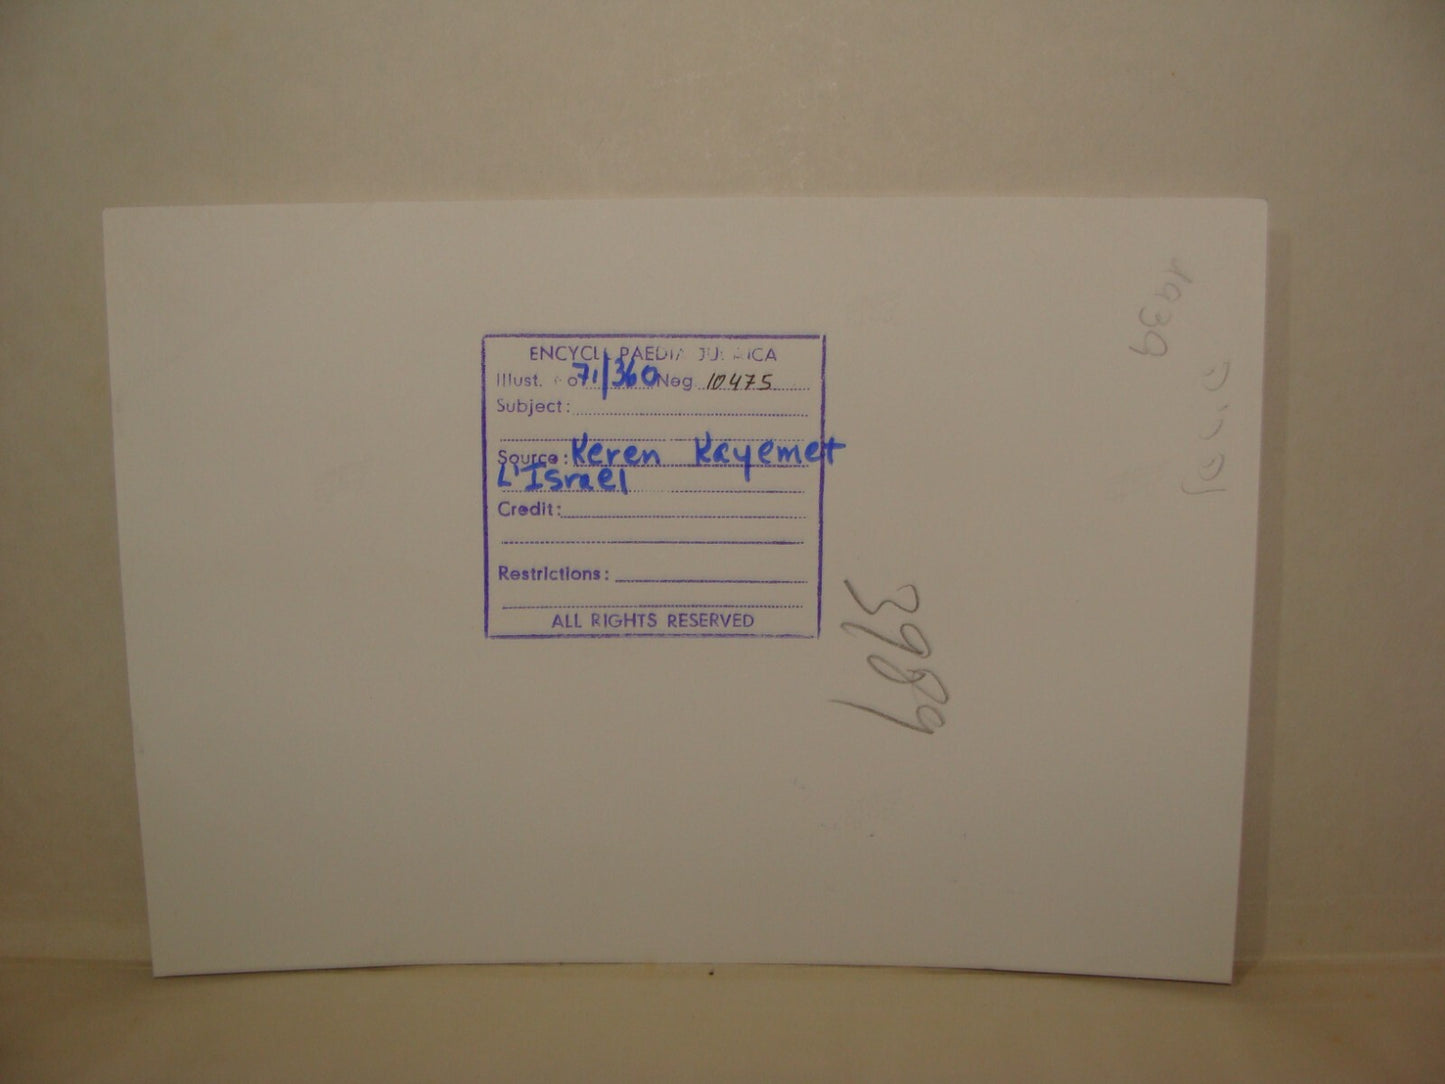 ENCYCLOPAEDIA JUDAICA
Illust. No. 71/360 Neg. 10475
Subject:
Source: Keren Kayemet
L'Israel
Credit:
Restrictions:
ALL RIGHTS RESERVED
3989
1939